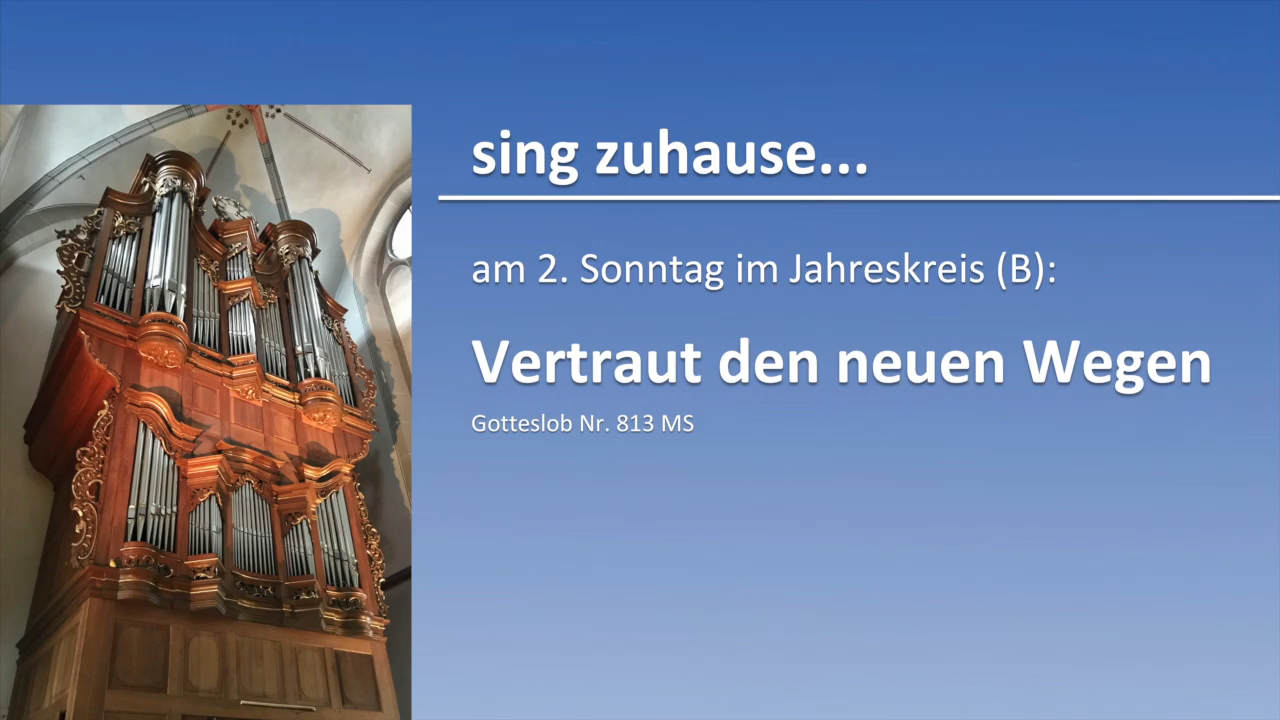 sing zuhause...
am 2. Sonntag im Jahreskreis (B):
Vertraut den neuen Wegen
Gotteslob Nr. 813 MS